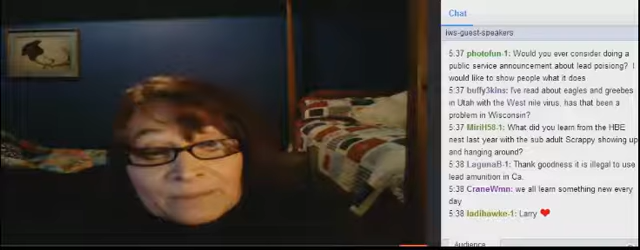 Chat
iws-guest-speakers
5:37 photofun-1: Would you ever consider doing a
public service announcement about lead poisiong? I
would like to show people what it does
5:37 buffy3kins: I've read about eagles and greebes
in Utah with the West nile virus, has that been a
problem in Wisconsin?
5:37 MiriH58-1: What did you learn from the HBE
nest last year with the sub adult Scrappy showing up
and hanging around?
5:38 LagunaB-1: Thank goodness it is illegal to use
lead amunition in Ca.
5:38 CraneWmn: we all learn something new every
day
5:38 ladihawke-1: Larry ❤
Audience